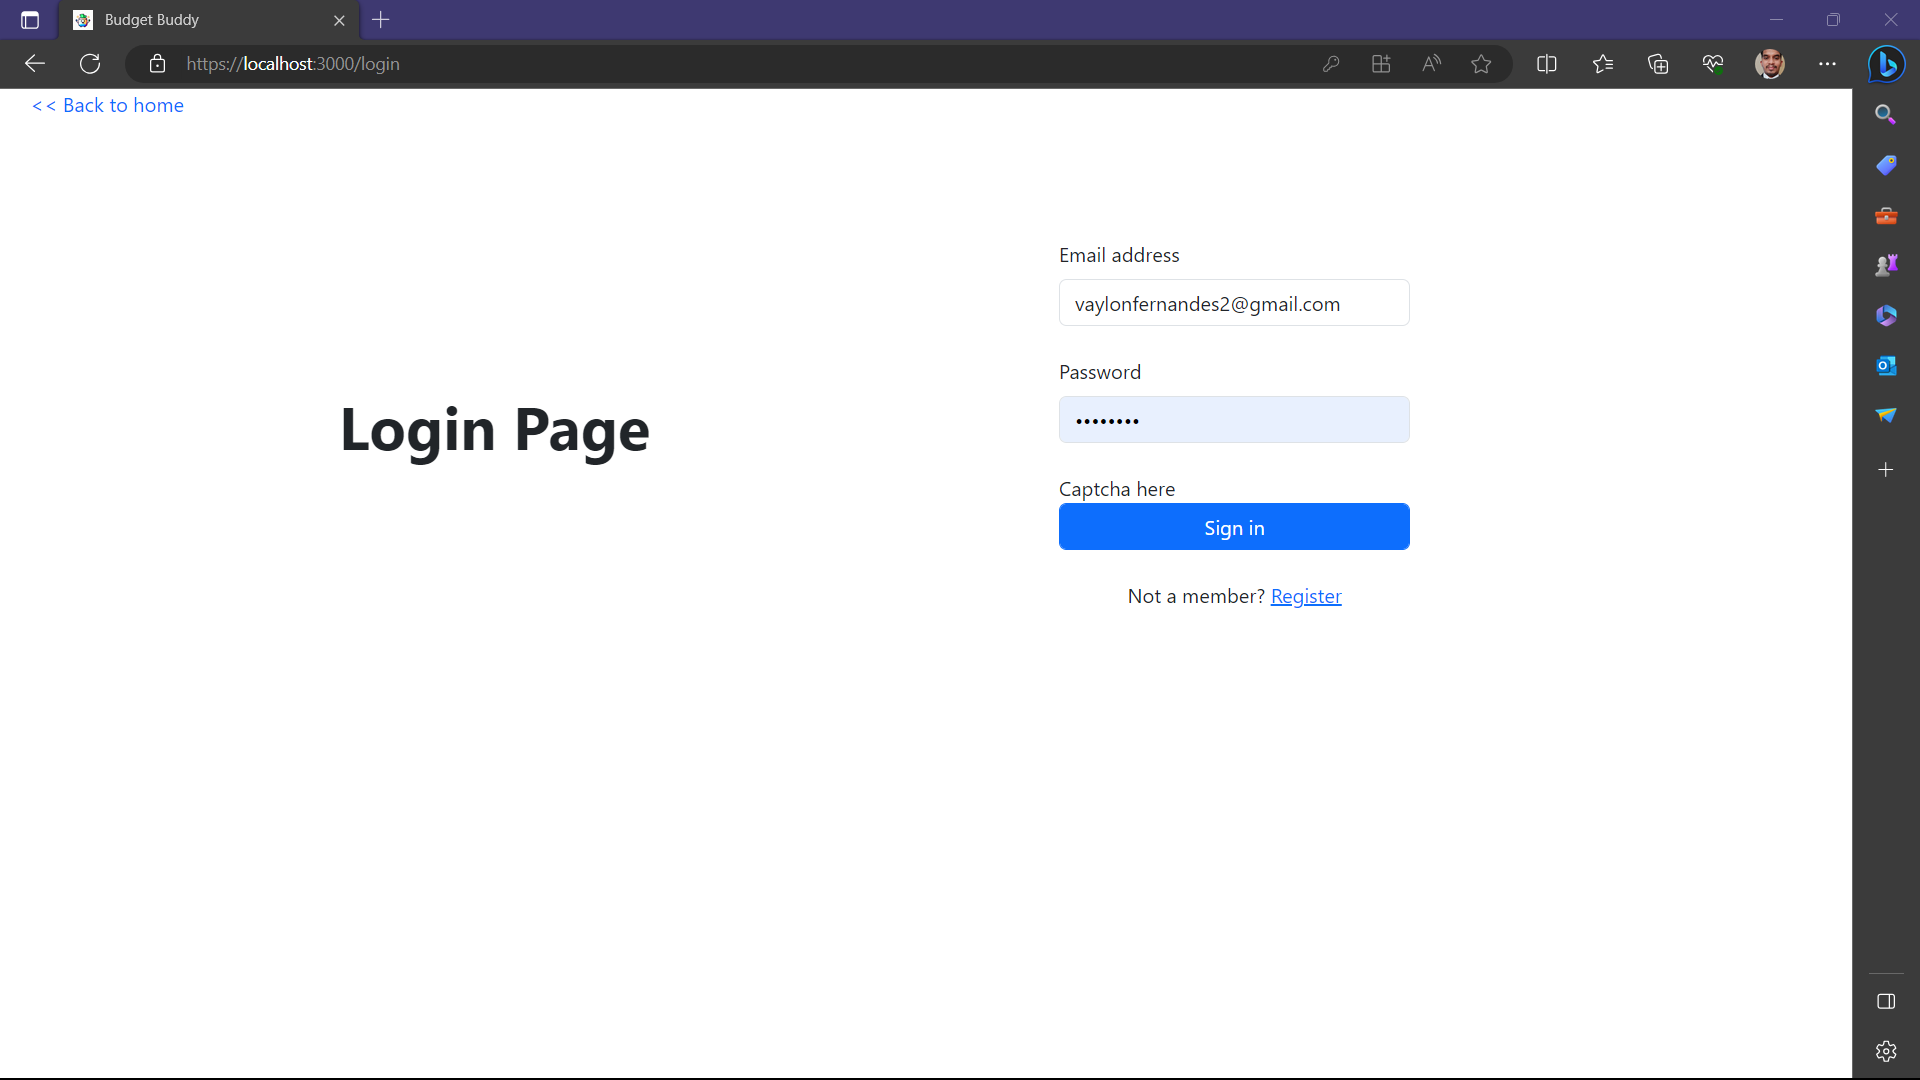 Budget Buddy
https://localhost:3000/login
<< Back to home
Email address
vaylonfernandes2@gmail.com
Login Page
Password
••••••••
Captcha here
Sign in
Not a member? Register